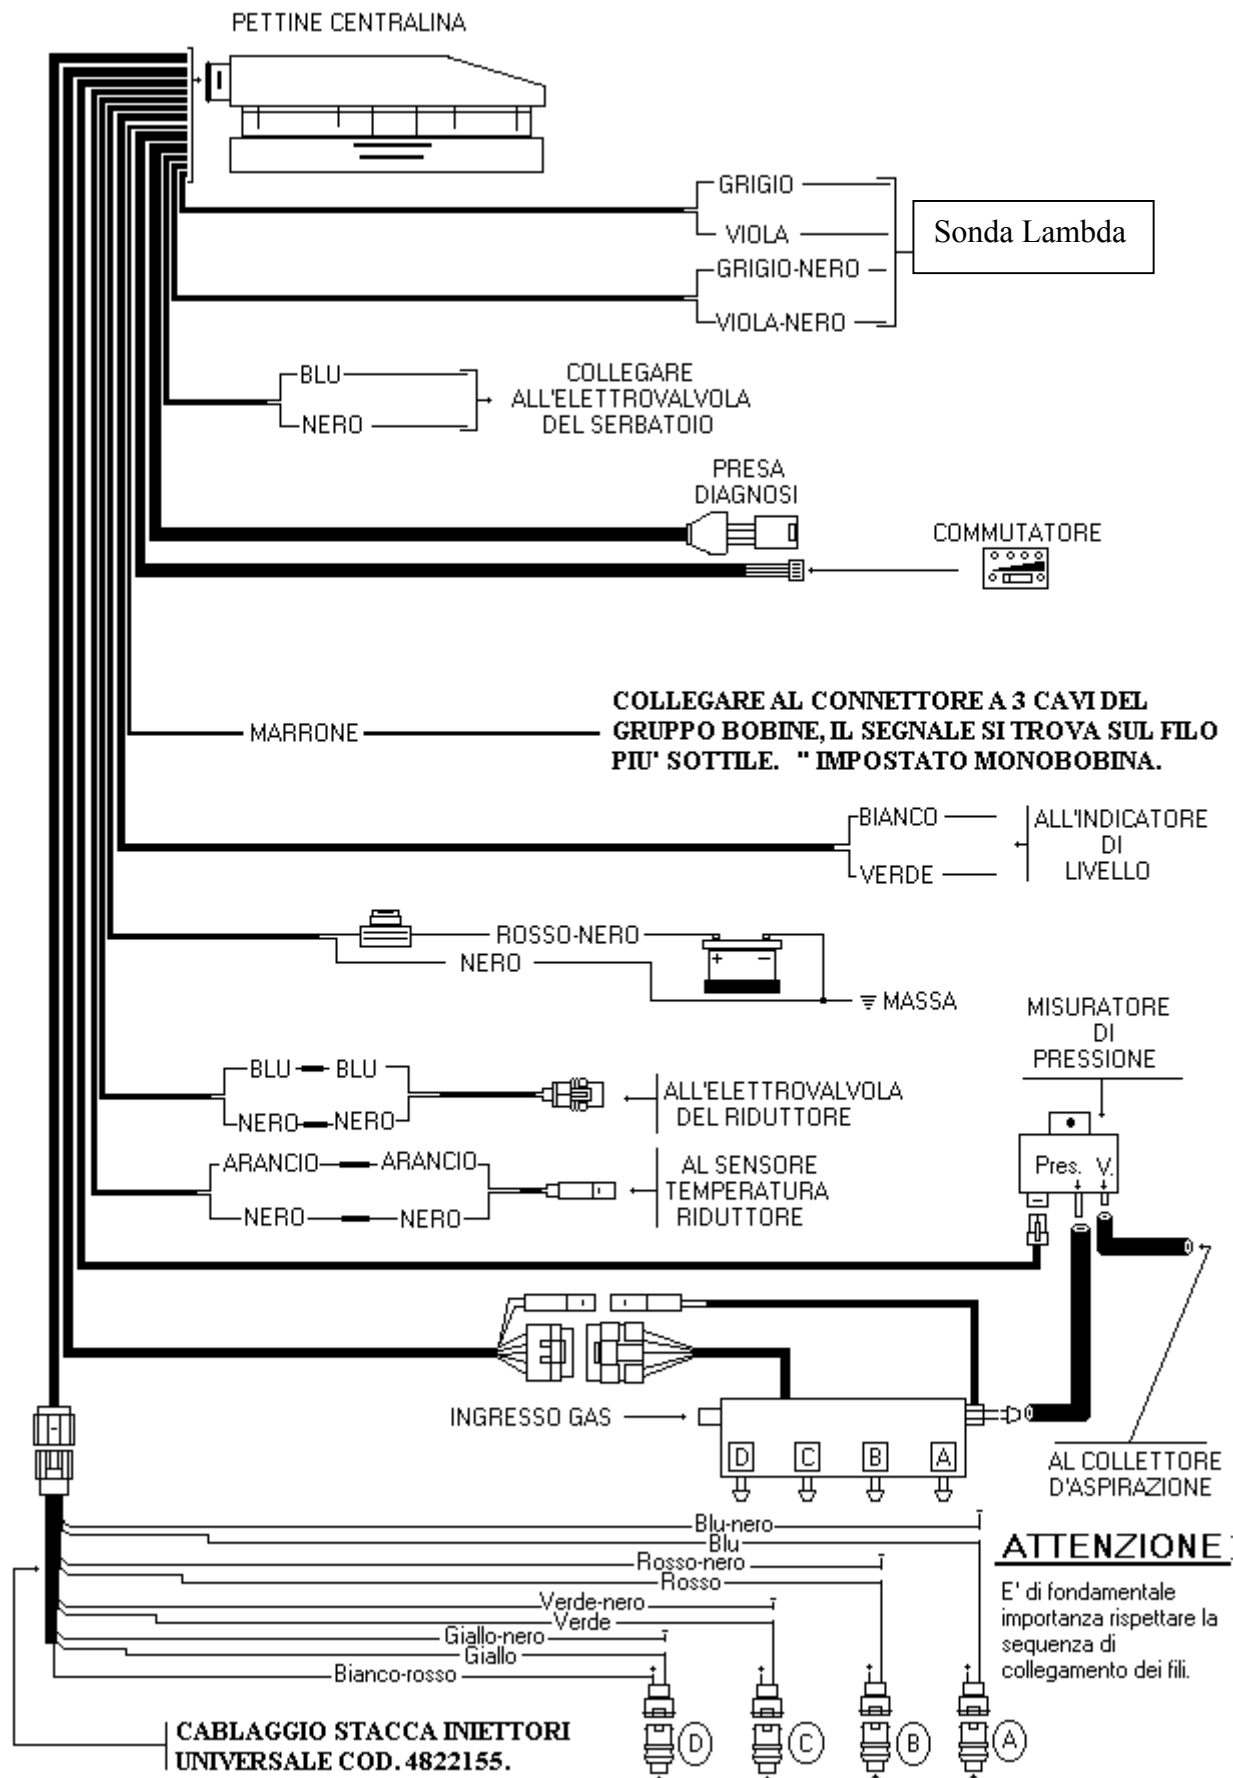 PETTINE CENTRALINA
GRIGIO
VIOLA
GRIGIO-NERO
VIOLA-NERO
Sonda Lambda
BLU
NERO
COLLEGARE
ALL'ELETTROVALVOLA
DEL SERBATOIO
PRESA
DIAGNOSI
COMMUTATORE
MARRONE
COLLEGARE AL CONNETTORE A 3 CAVI DEL
GRUPPO BOBINE, IL SEGNALE SI TROVA SUL FILO
PIU' SOTTILE. " IMPOSTATO MONOBOBINA.
BIANCO
VERDE
ALL'INDICATORE
DI
LIVELLO
ROSSO-NERO
NERO
+ −
MASSA
MISURATORE
DI
PRESSIONE
Pres. V.
BLU BLU
NERO NERO
ALL'ELETTROVALVOLA
DEL RIDUTTORE
ARANCIO ARANCIO
NERO NERO
AL SENSORE
TEMPERATURA
RIDUTTORE
INGRESSO GAS
D C B A
AL COLLETTORE
D'ASPIRAZIONE
Blu-nero
Blu
Rosso-nero
Rosso
Verde-nero
Verde
Giallo-nero
Giallo
Bianco-rosso
ATTENZIONE
E' di fondamentale
importanza rispettare la
sequenza di
collegamento dei fili.
D C B A
CABLAGGIO STACCA INIETTORI
UNIVERSALE COD. 4822155.